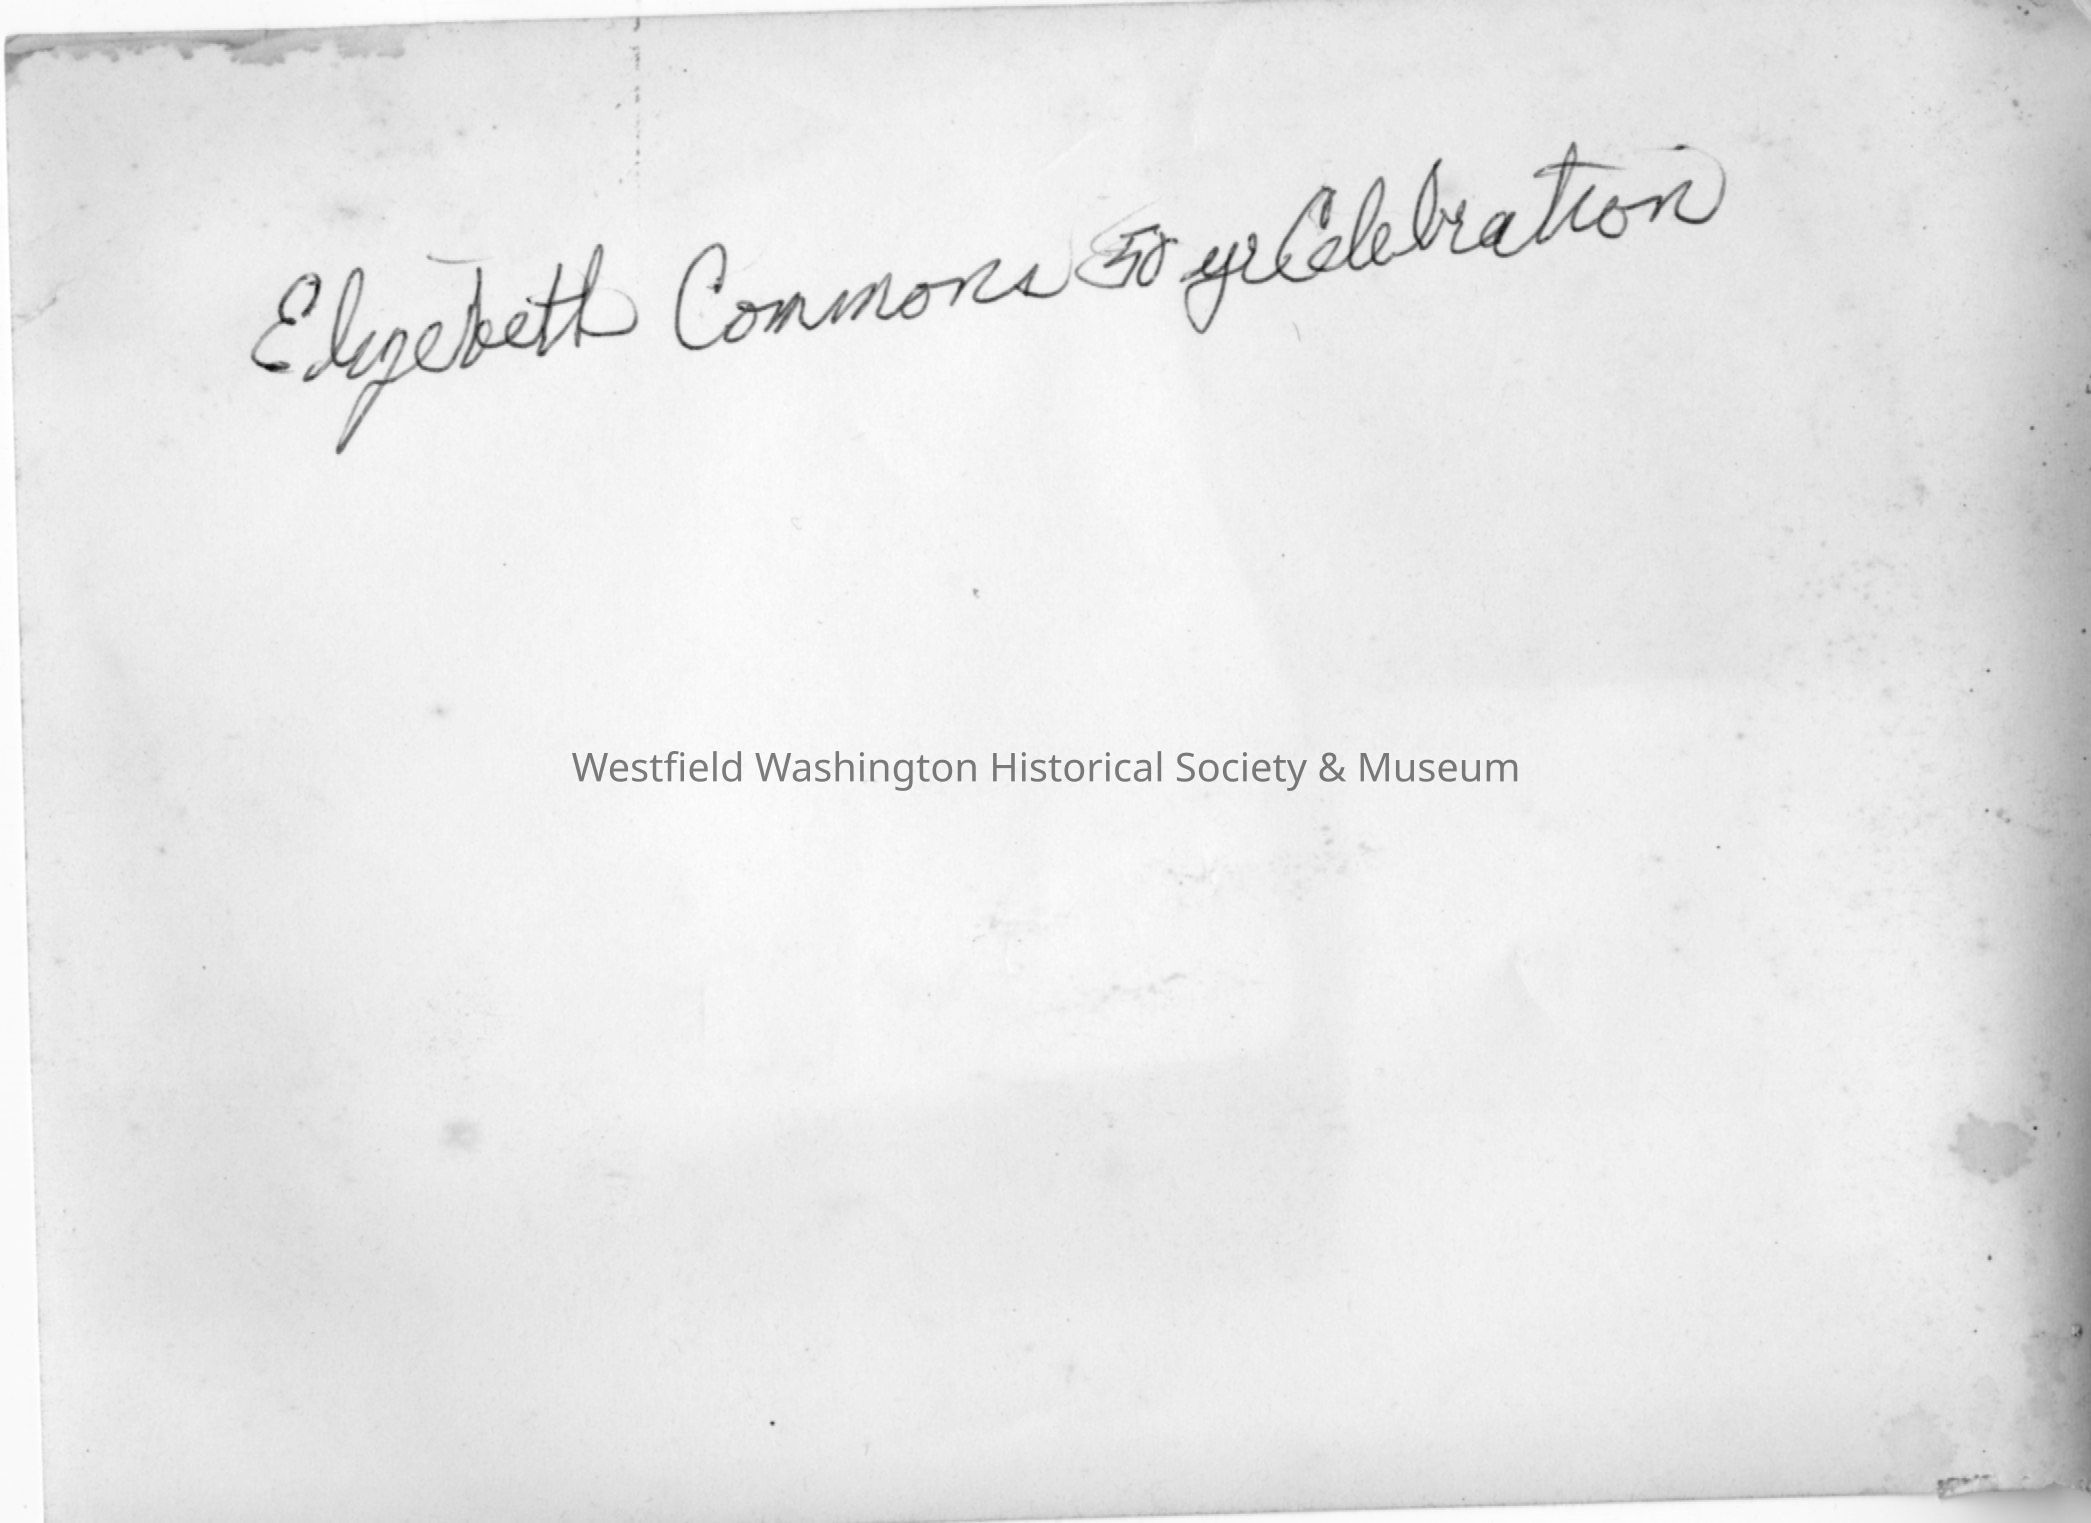 Elizebeth Commons 50 yr Celebration
Westfield Washington Historical Society & Museum